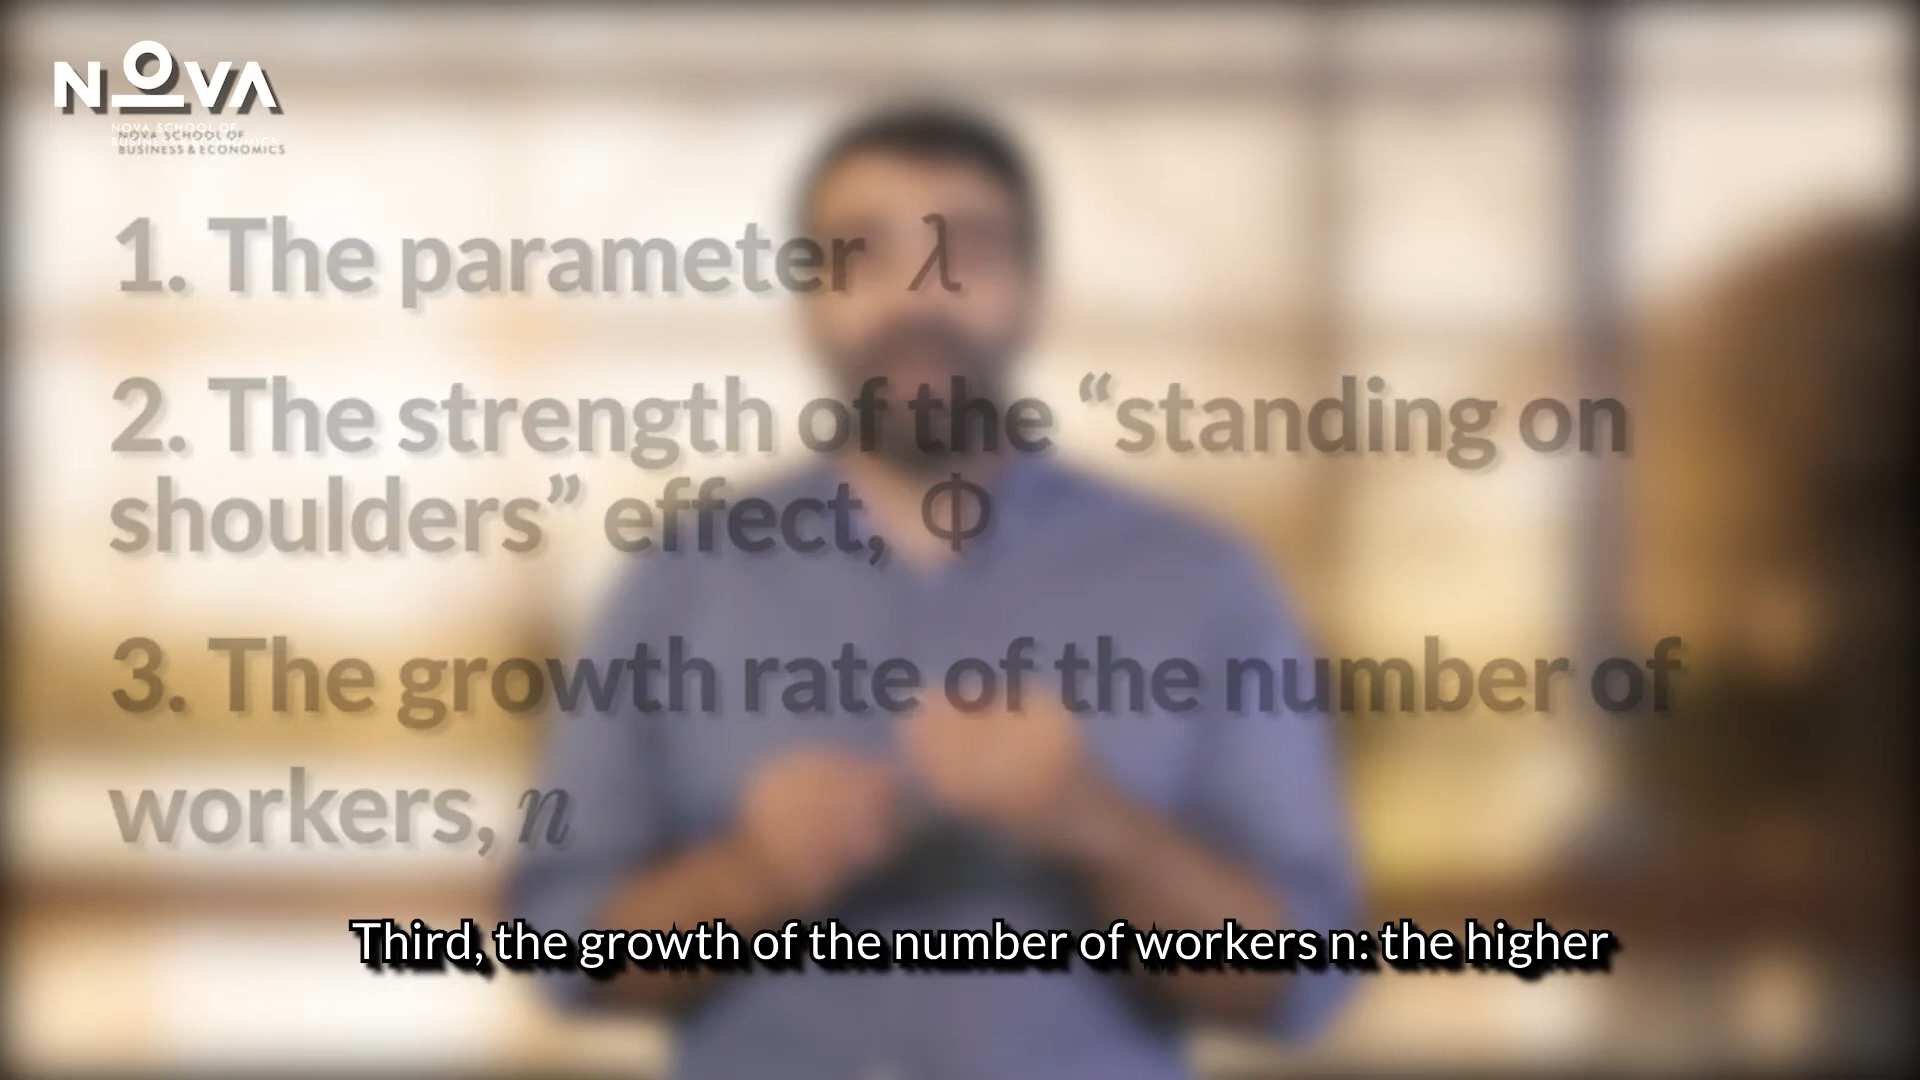 NOVA
NOVA SCHOOL OF
BUSINESS & ECONOMICS
1. The parameter λ
2. The strength of the “standing on
shoulders” effect, Φ
3. The growth rate of the number of
workers, n
Third, the growth of the number of workers n: the higher